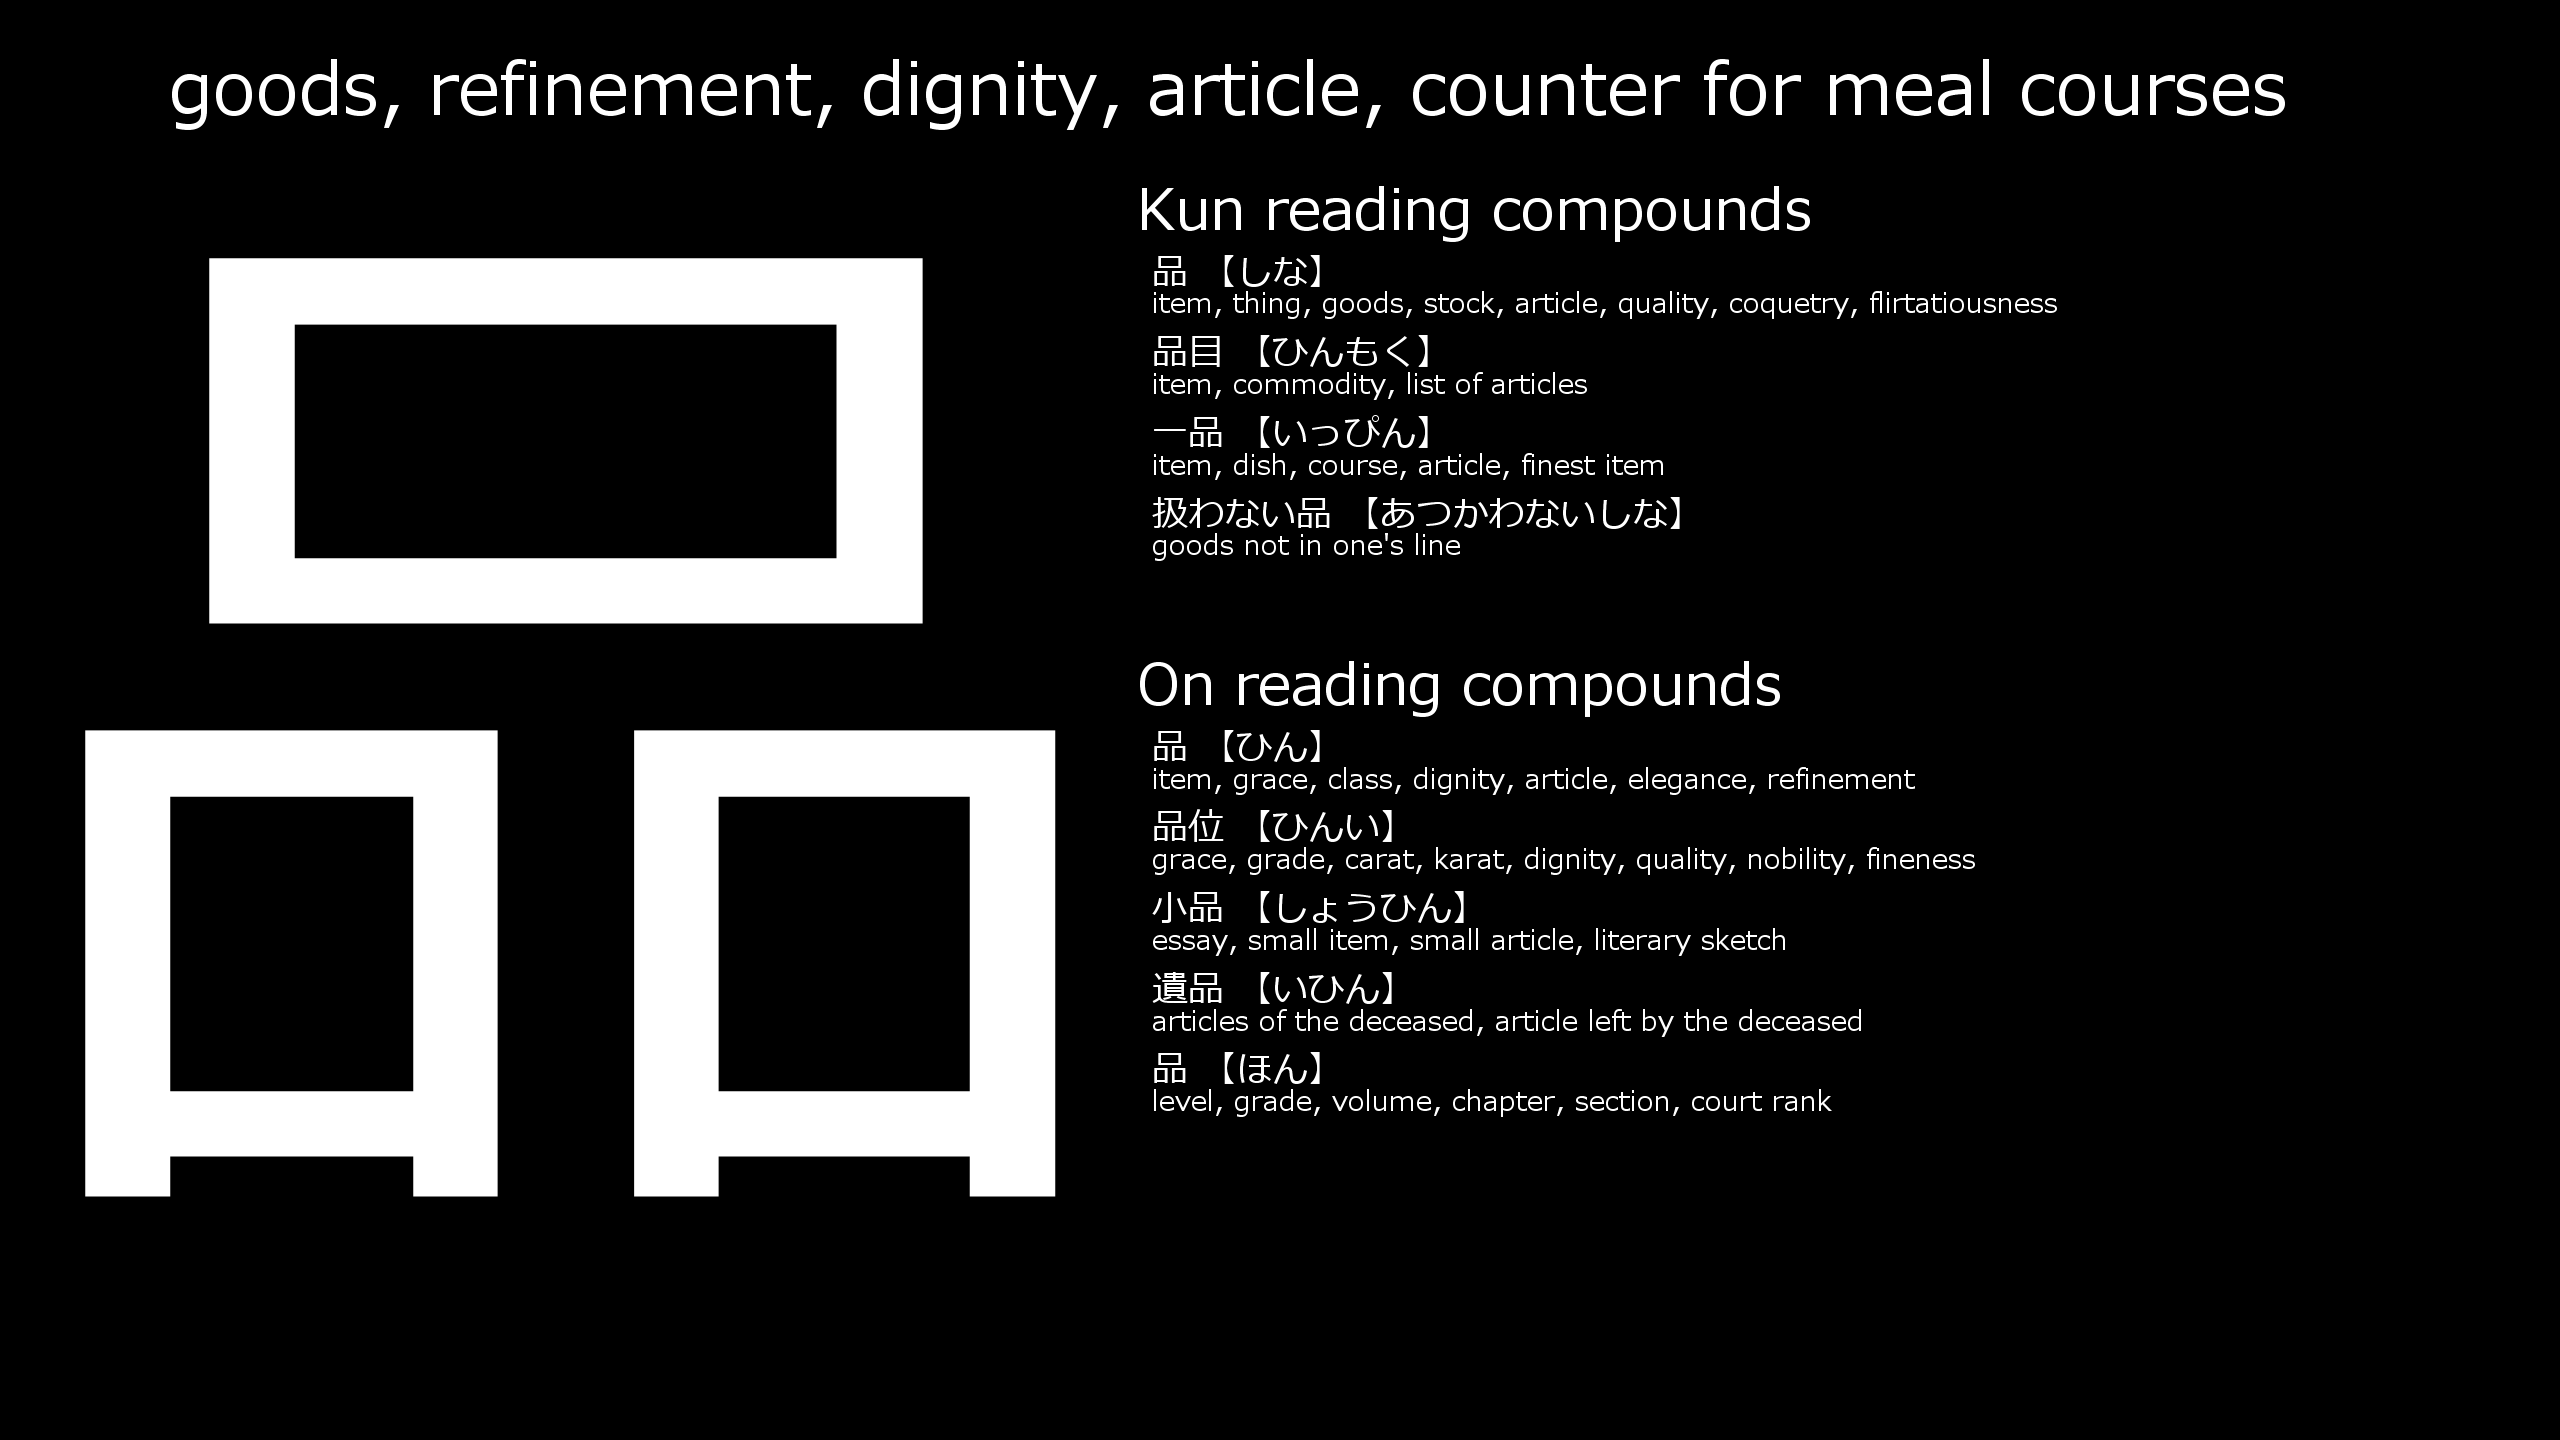 goods, refinement, dignity, article, counter for meal courses
品
Kun reading compounds
品 【しな】
item, thing, goods, stock, article, quality, coquetry, flirtatiousness
品目 【ひんもく】
item, commodity, list of articles
一品 【いっぴん】
item, dish, course, article, finest item
扱わない品 【あつかわないしな】
goods not in one's line
On reading compounds
品 【ひん】
item, grace, class, dignity, article, elegance, refinement
品位 【ひんい】
grace, grade, carat, karat, dignity, quality, nobility, fineness
小品 【しょうひん】
essay, small item, small article, literary sketch
遺品 【いひん】
articles of the deceased, article left by the deceased
品 【ほん】
level, grade, volume, chapter, section, court rank